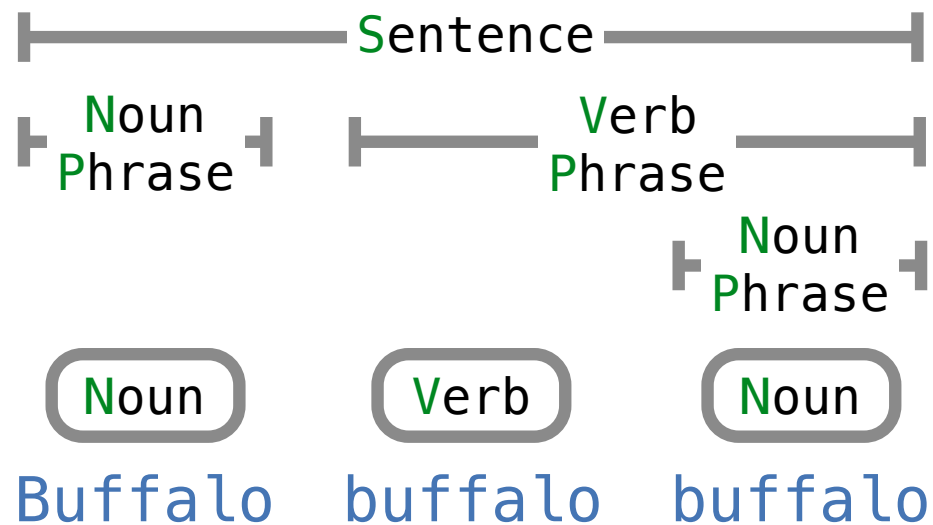 Sentence
Noun Phrase
Verb Phrase
Noun Phrase
Noun Verb Noun
Buffalo buffalo buffalo